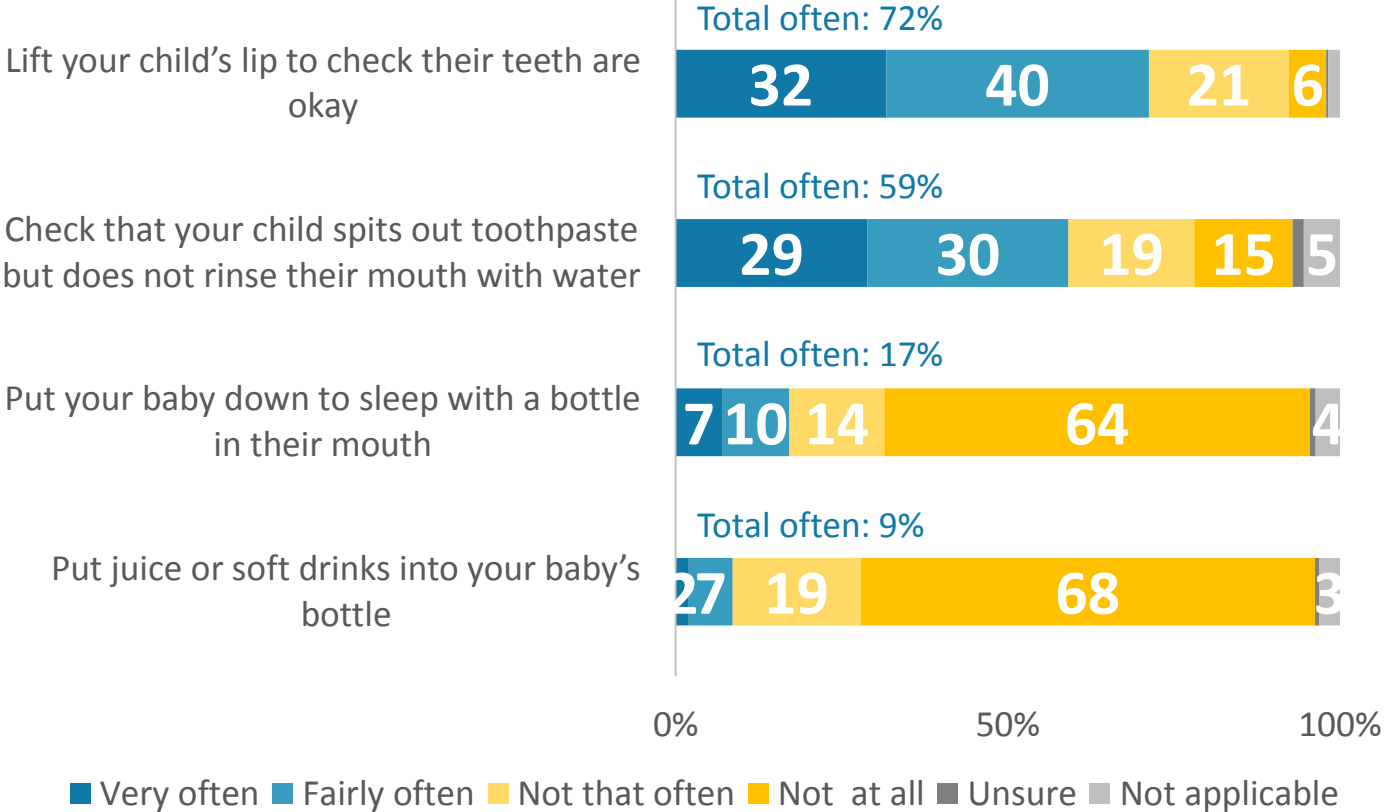 Total often: 72%
Lift your child’s lip to check their teeth are
okay
32 40 21 6
Total often: 59%
Check that your child spits out toothpaste
but does not rinse their mouth with water
29 30 19 15 5
Total often: 17%
Put your baby down to sleep with a bottle
in their mouth
7 10 14 64 4
Total often: 9%
Put juice or soft drinks into your baby’s
bottle
2 7 19 68 3
0% 50% 100%
Very often Fairly often Not that often Not at all Unsure Not applicable